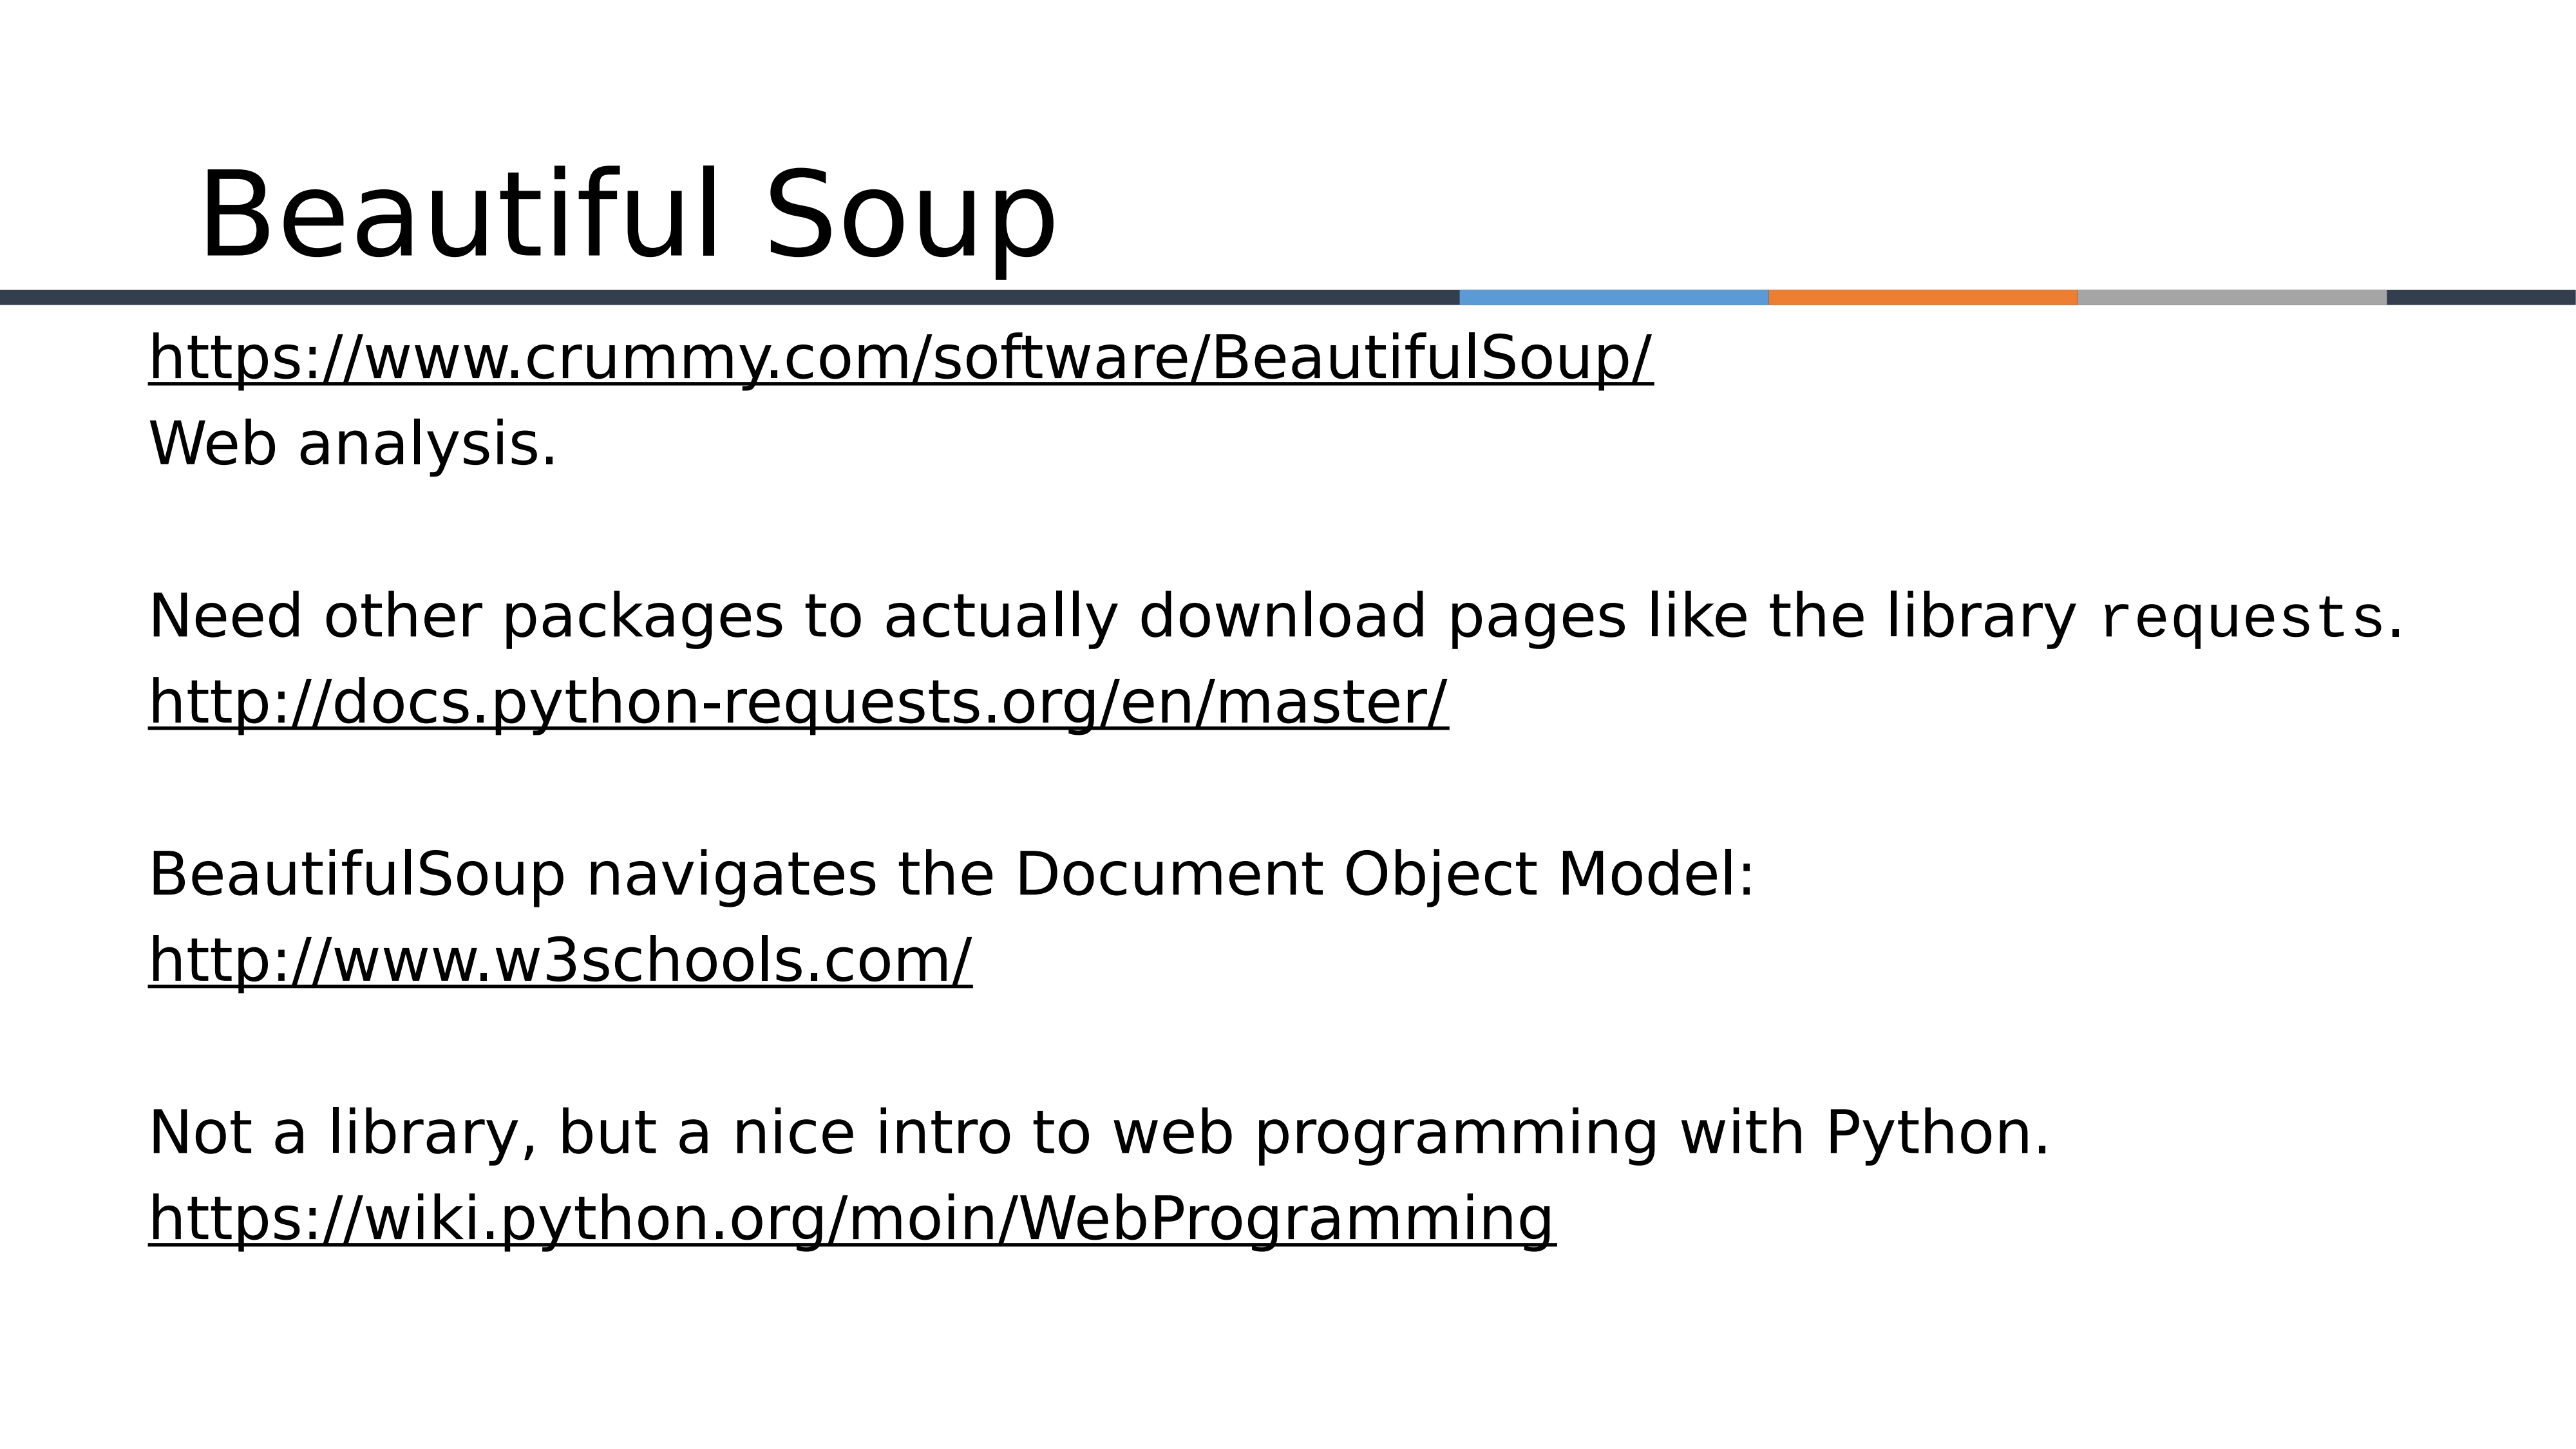 Beautiful Soup
https://www.crummy.com/software/BeautifulSoup/
Web analysis.
Need other packages to actually download pages like the library requests.
http://docs.python-requests.org/en/master/
BeautifulSoup navigates the Document Object Model:
http://www.w3schools.com/
Not a library, but a nice intro to web programming with Python.
https://wiki.python.org/moin/WebProgramming